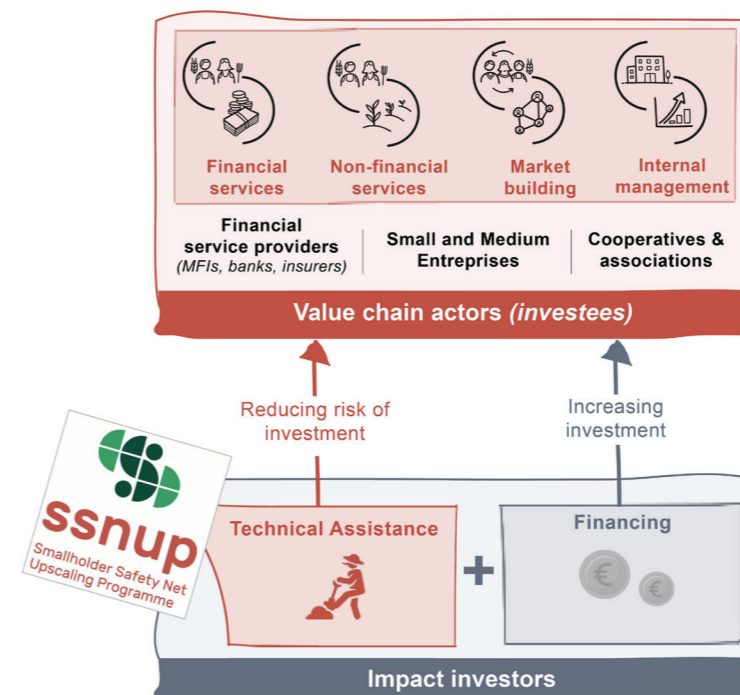 Financial
services
Non-financial
services
Market
building
Internal
management
Financial
service providers
(MFIs, banks, insurers)
Small and Medium
Entreprises
Cooperatives &
associations
Value chain actors (investees)
Reducing risk of
investment
Increasing
investment
ssnup
Smallholder Safety Net
Upscaling Programme
Technical Assistance
+
Financing
€
€
Impact investors